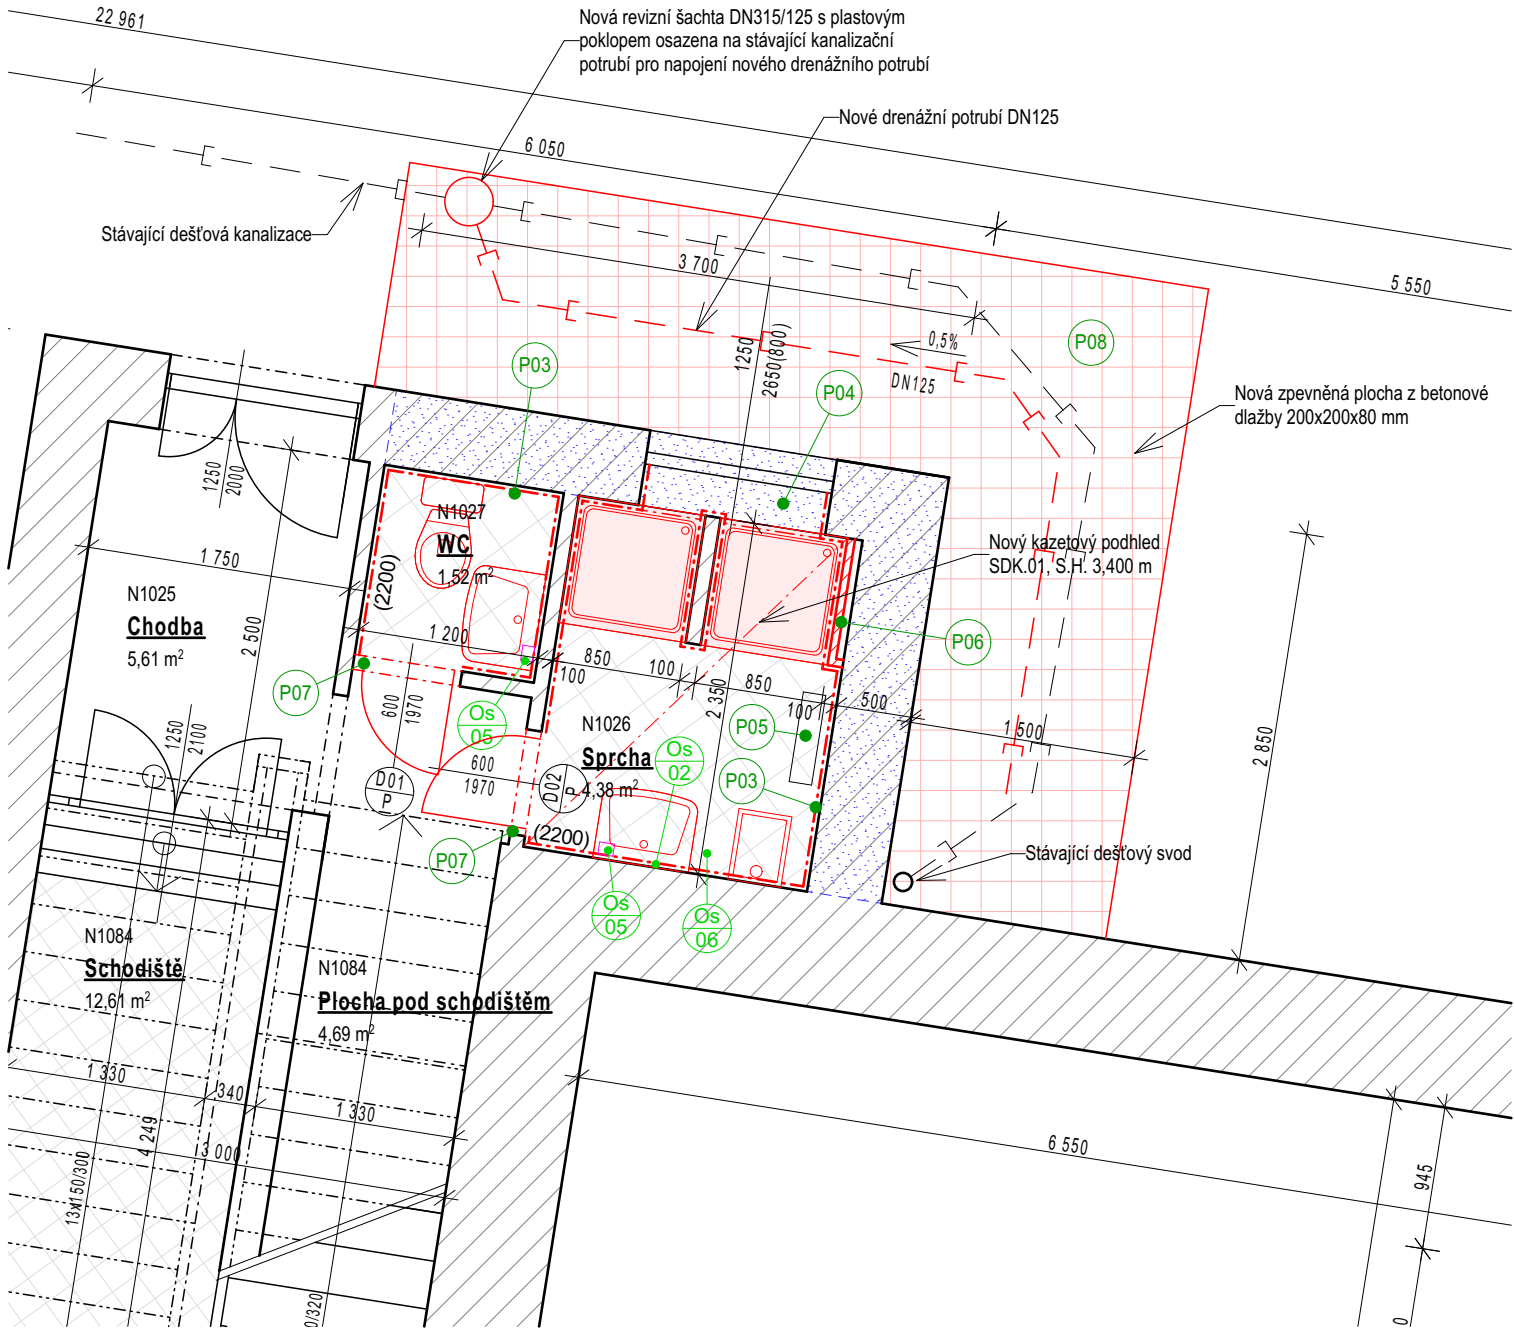 22 961
Nová revizní šachta DN315/125 s plastovým
poklopem osazena na stávající kanalizační
potrubí pro napojení nového drenážního potrubí
Nové drenážní potrubí DN125
6 050
Stávající dešťová kanalizace
3 700
5 550
1250
2650(800)
0,5%
DN125
P08
P03
P04
Nová zpevněná plocha z betonové
dlažby 200x200x80 mm
1250
2000
N1027
WC
1,52 m²
(2200)
Nový kazetový podhled
SDK.01, S.H. 3,400 m
1 750
N1025
Chodba
5,61 m²
2 500
1 200
850
100
100
850
100
2 350
500
1 500
2 850
P06
P07
600
1970
Os
05
N1026
Sprcha
4,38 m²
Os
02
P05
P03
1250
2100
D01
P
600
1970
D02
P
(2200)
P07
Stávající dešťový svod
Os
05
Os
06
N1084
Schodiště
12,61 m²
N1084
Plocha pod schodištěm
4,69 m²
1 330
340
1 330
4 249
3 000
13x150/300
6 550
945
0/320
0